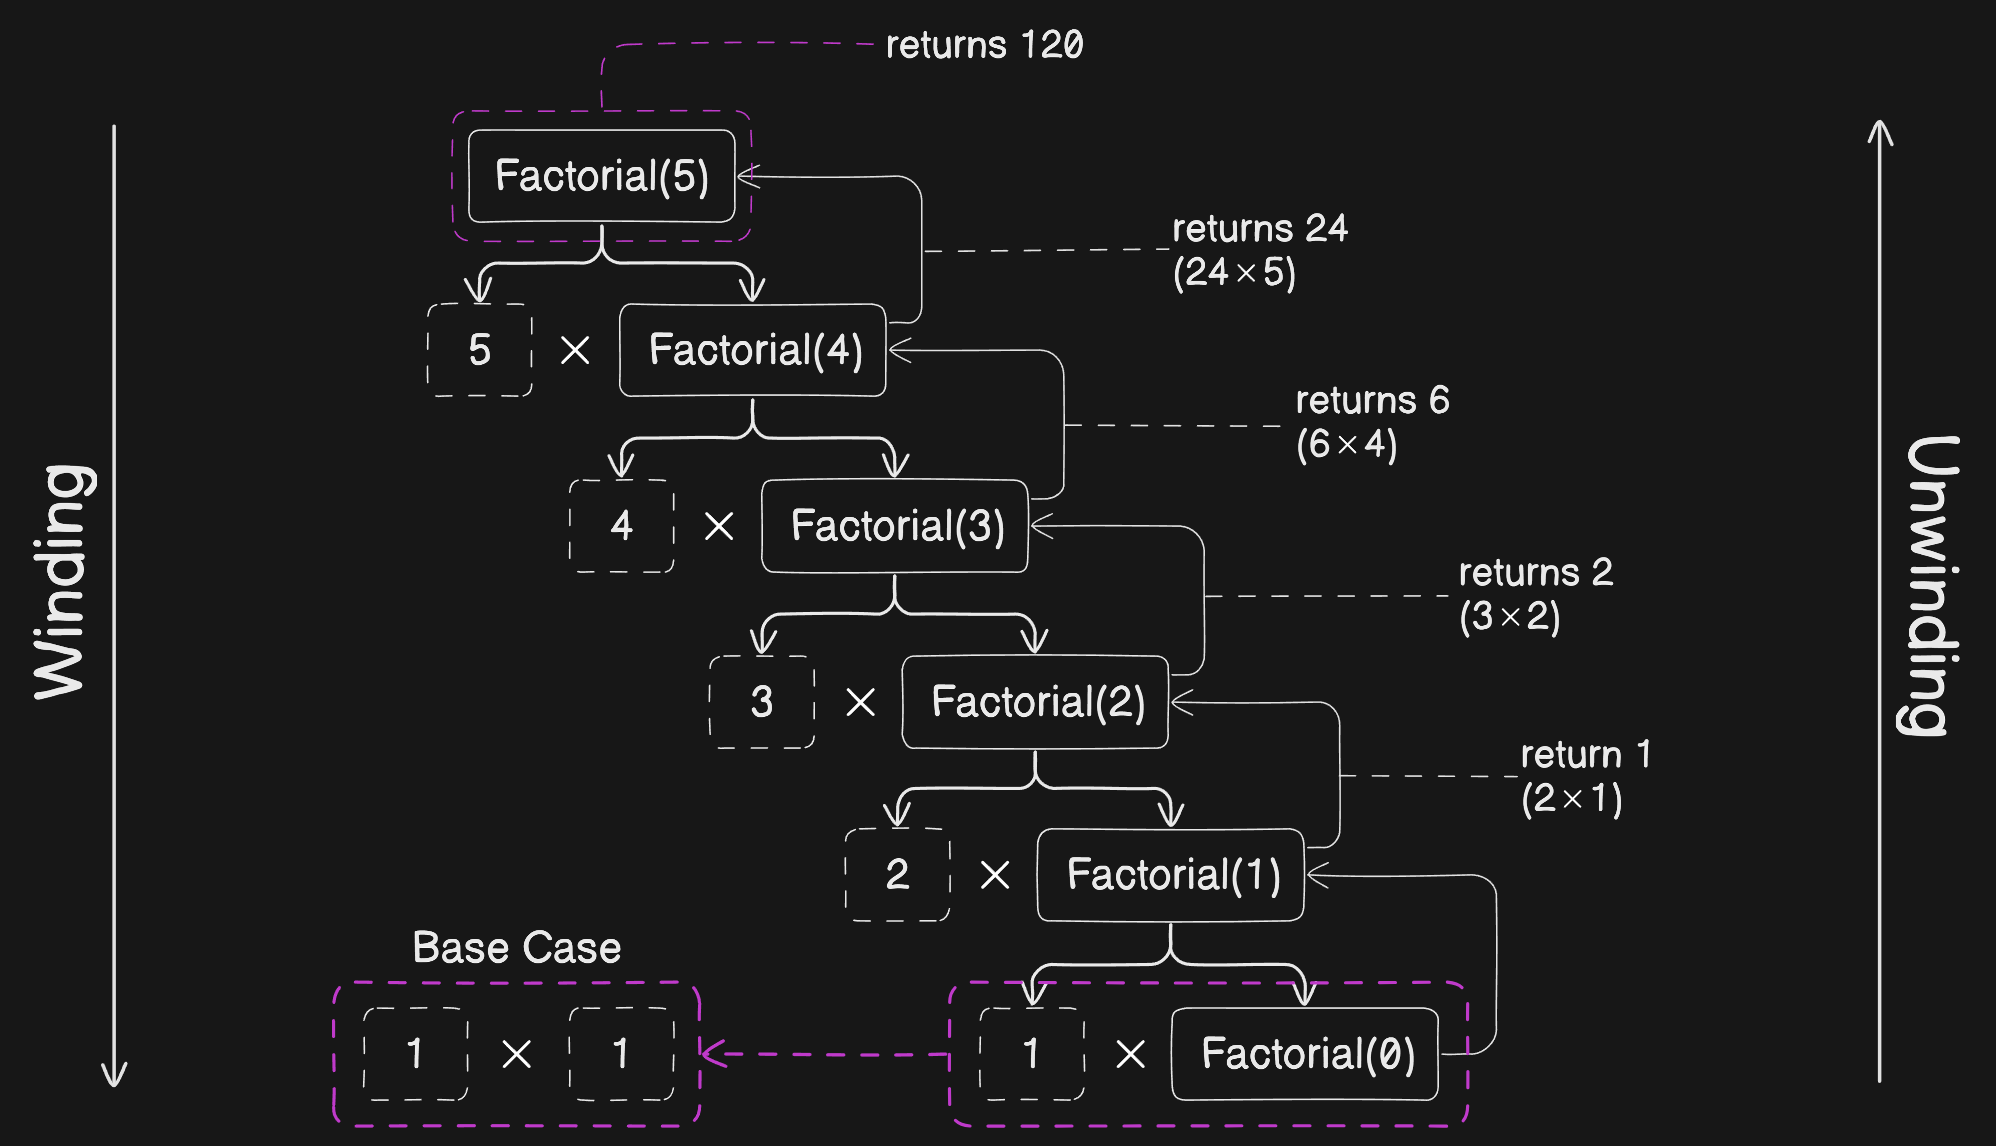 returns 120
Factorial(5)
returns 24
(24×5)
5 × Factorial(4)
returns 6
(6×4)
4 × Factorial(3)
returns 2
(3×2)
3 × Factorial(2)
return 1
(2×1)
2 × Factorial(1)
Base Case
1 × 1
1 × Factorial(0)
Winding
Unwinding